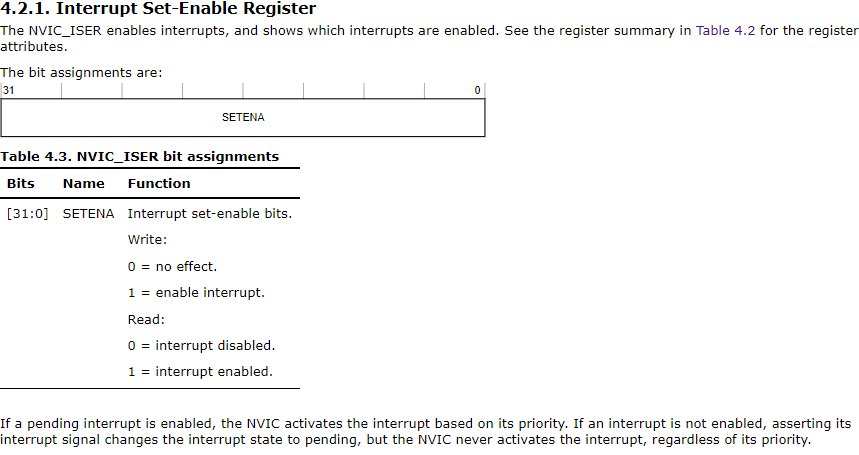 4.2.1. Interrupt Set-Enable Register
The NVIC_ISER enables interrupts, and shows which interrupts are enabled. See the register summary in Table 4.2 for the register
attributes.
The bit assignments are:
31 0
SETENA
Table 4.3. NVIC_ISER bit assignments
Bits Name Function
[31:0] SETENA Interrupt set-enable bits.
Write:
0 = no effect.
1 = enable interrupt.
Read:
0 = interrupt disabled.
1 = interrupt enabled.
If a pending interrupt is enabled, the NVIC activates the interrupt based on its priority. If an interrupt is not enabled, asserting its
interrupt signal changes the interrupt state to pending, but the NVIC never activates the interrupt, regardless of its priority.